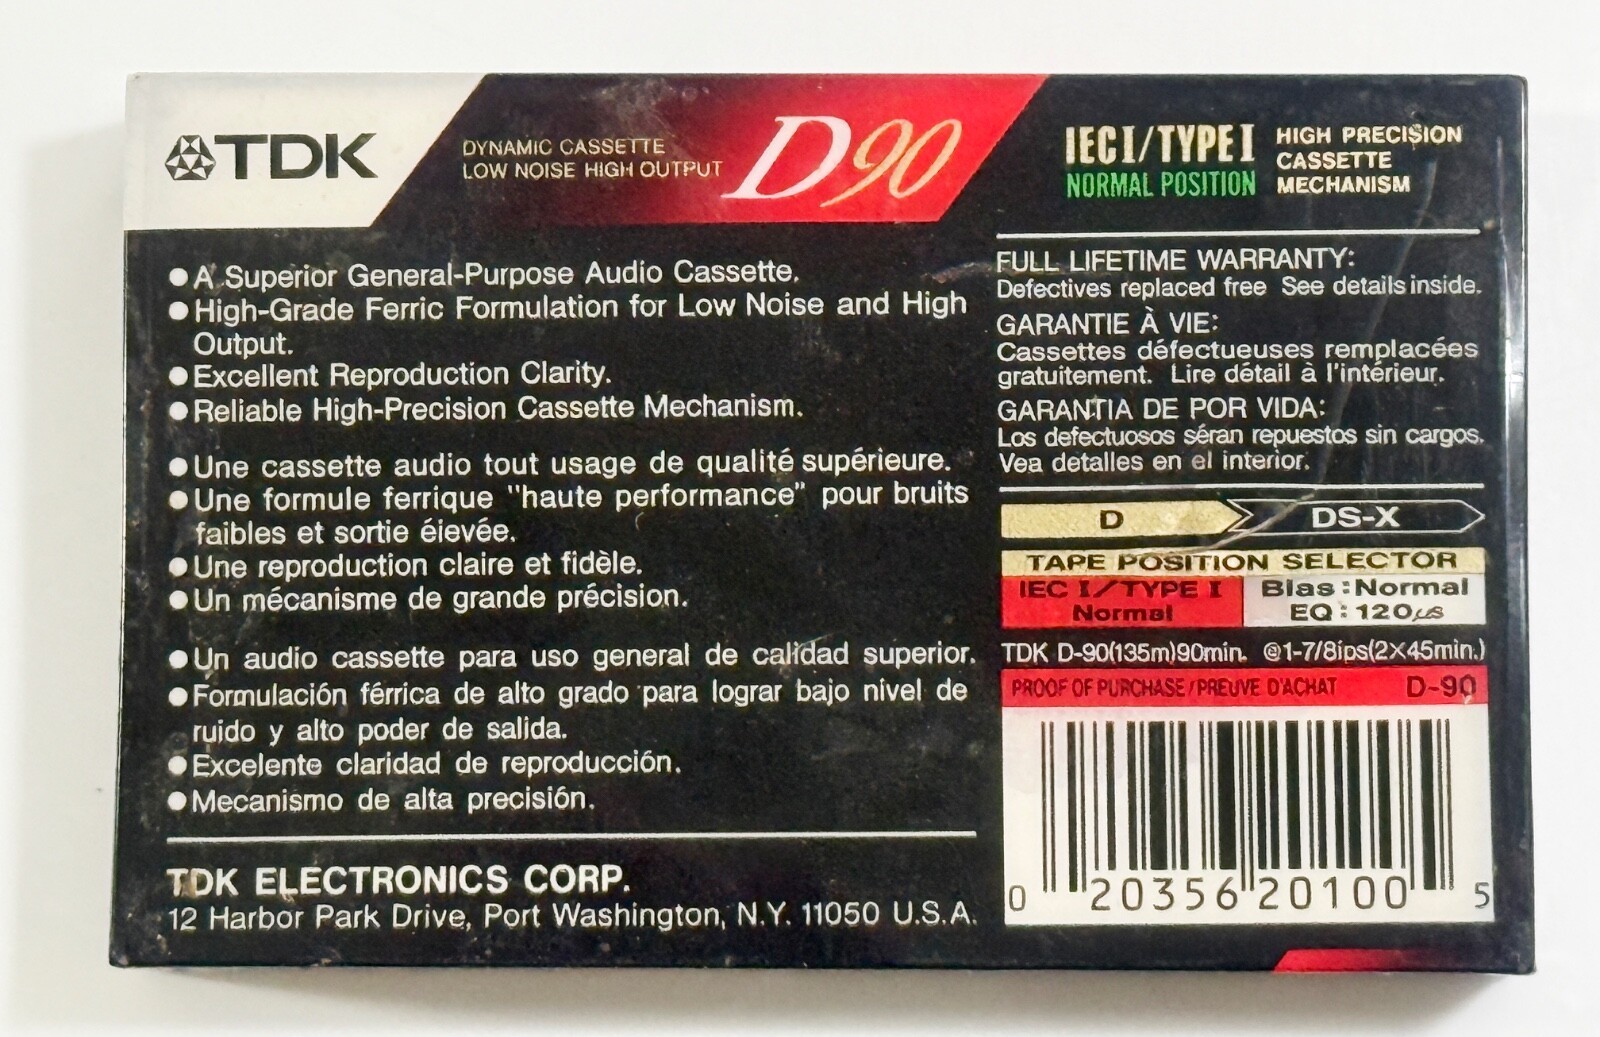 TDK
DYNAMIC CASSETTE
LOW NOISE HIGH OUTPUT
D90
IEC I/TYPE I
NORMAL POSITION
HIGH PRECISION
CASSETTE
MECHANISM
●A Superior General-Purpose Audio Cassette.
●High-Grade Ferric Formulation for Low Noise and High
Output.
●Excellent Reproduction Clarity.
●Reliable High-Precision Cassette Mechanism.
●Une cassette audio tout usage de qualité supérieure.
●Une formule ferrique "haute performance" pour bruits
faibles et sortie éievée.
●Une reproduction claire et fidèle.
●Un mécanisme de grande précision.
●Un audio cassette para uso general de calidad superior.
●Formulación férrica de alto grado para lograr bajo nivel de
ruido y alto poder de salida.
●Excelente claridad de reproducción.
●Mecanismo de alta precisión.
TDK ELECTRONICS CORP.
12 Harbor Park Drive, Port Washington, N.Y. 11050 U.S.A.
FULL LIFETIME WARRANTY:
Defectives replaced free See details inside.
GARANTIE À VIE:
Cassettes défectueuses remplacées
gratuitement. Lire détail à l'intérieur.
GARANTIA DE POR VIDA:
Los defectuosos séran repuestos sin cargos.
Vea detalles en el interior.
D DS-X
TAPE POSITION SELECTOR
IEC I/TYPE I
Normal
Bias:Normal
EQ:120μs
TDK D-90(135m)90min. @1-7/8ips(2×45min.)
PROOF OF PURCHASE/PREUVE D'ACHAT D-90
0 20356 20100 5